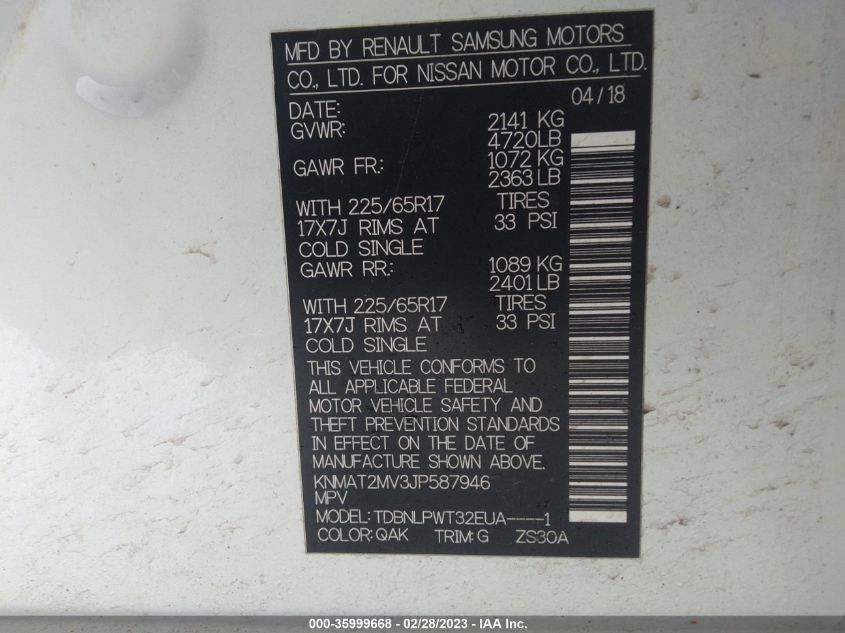 MFD BY RENAULT SAMSUNG MOTORS
CO., LTD. FOR NISSAN MOTOR CO., LTD.
DATE: 04/18
GVWR: 2141 KG
4720LB
GAWR FR: 1072 KG
2363 LB
WITH 225/65R17 TIRES
17X7J RIMS AT 33 PSI
COLD SINGLE
GAWR RR: 1089 KG
2401 LB
WITH 225/65R17 TIRES
17X7J RIMS AT 33 PSI
COLD SINGLE
THIS VEHICLE CONFORMS TO
ALL APPLICABLE FEDERAL
MOTOR VEHICLE SAFETY AND
THEFT PREVENTION STANDARDS
IN EFFECT ON THE DATE OF
MANUFACTURE SHOWN ABOVE.
KNMAT2MV3JP587946
MPV
MODEL: TDBNLPWT32EUA----1
COLOR: QAK TRIM: G ZS30A
000-35999668 - 02/28/2023 - IAA Inc.